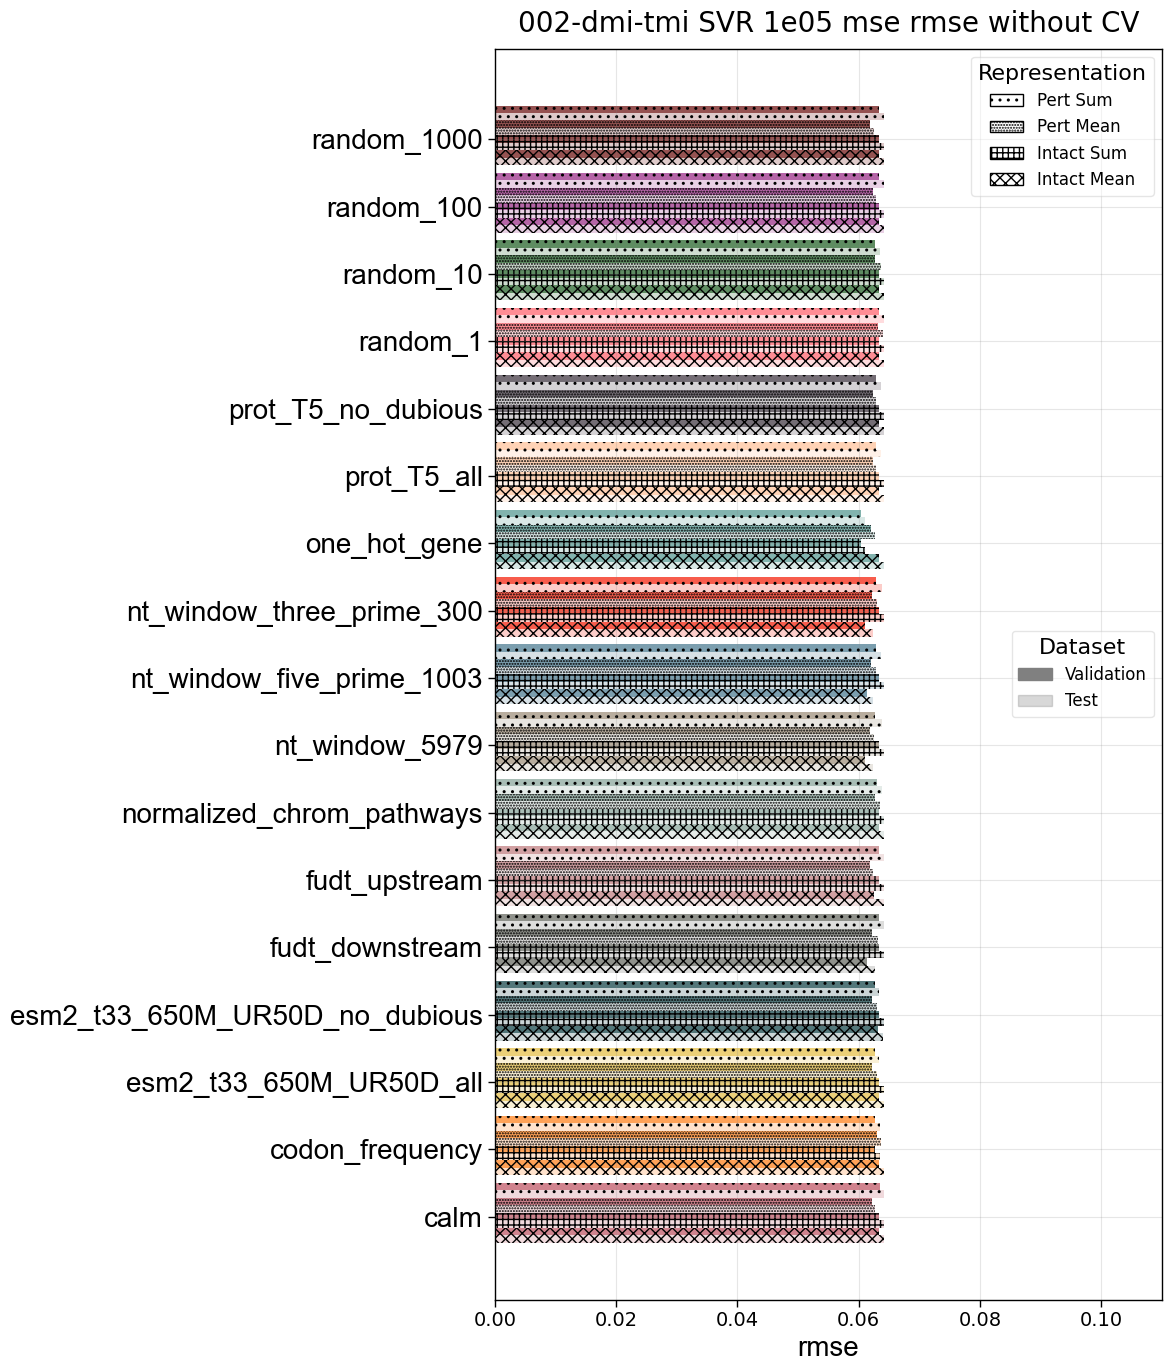 002-dmi-tmi SVR 1e05 mse rmse without CV
Representation
Pert Sum
Pert Mean
Intact Sum
Intact Mean
random_1000
random_100
random_10
random_1
prot_T5_no_dubious
prot_T5_all
one_hot_gene
nt_window_three_prime_300
nt_window_five_prime_1003
nt_window_5979
normalized_chrom_pathways
fudt_upstream
fudt_downstream
esm2_t33_650M_UR50D_no_dubious
esm2_t33_650M_UR50D_all
codon_frequency
calm
Dataset
Validation
Test
0.00 0.02 0.04 0.06 0.08 0.10
rmse